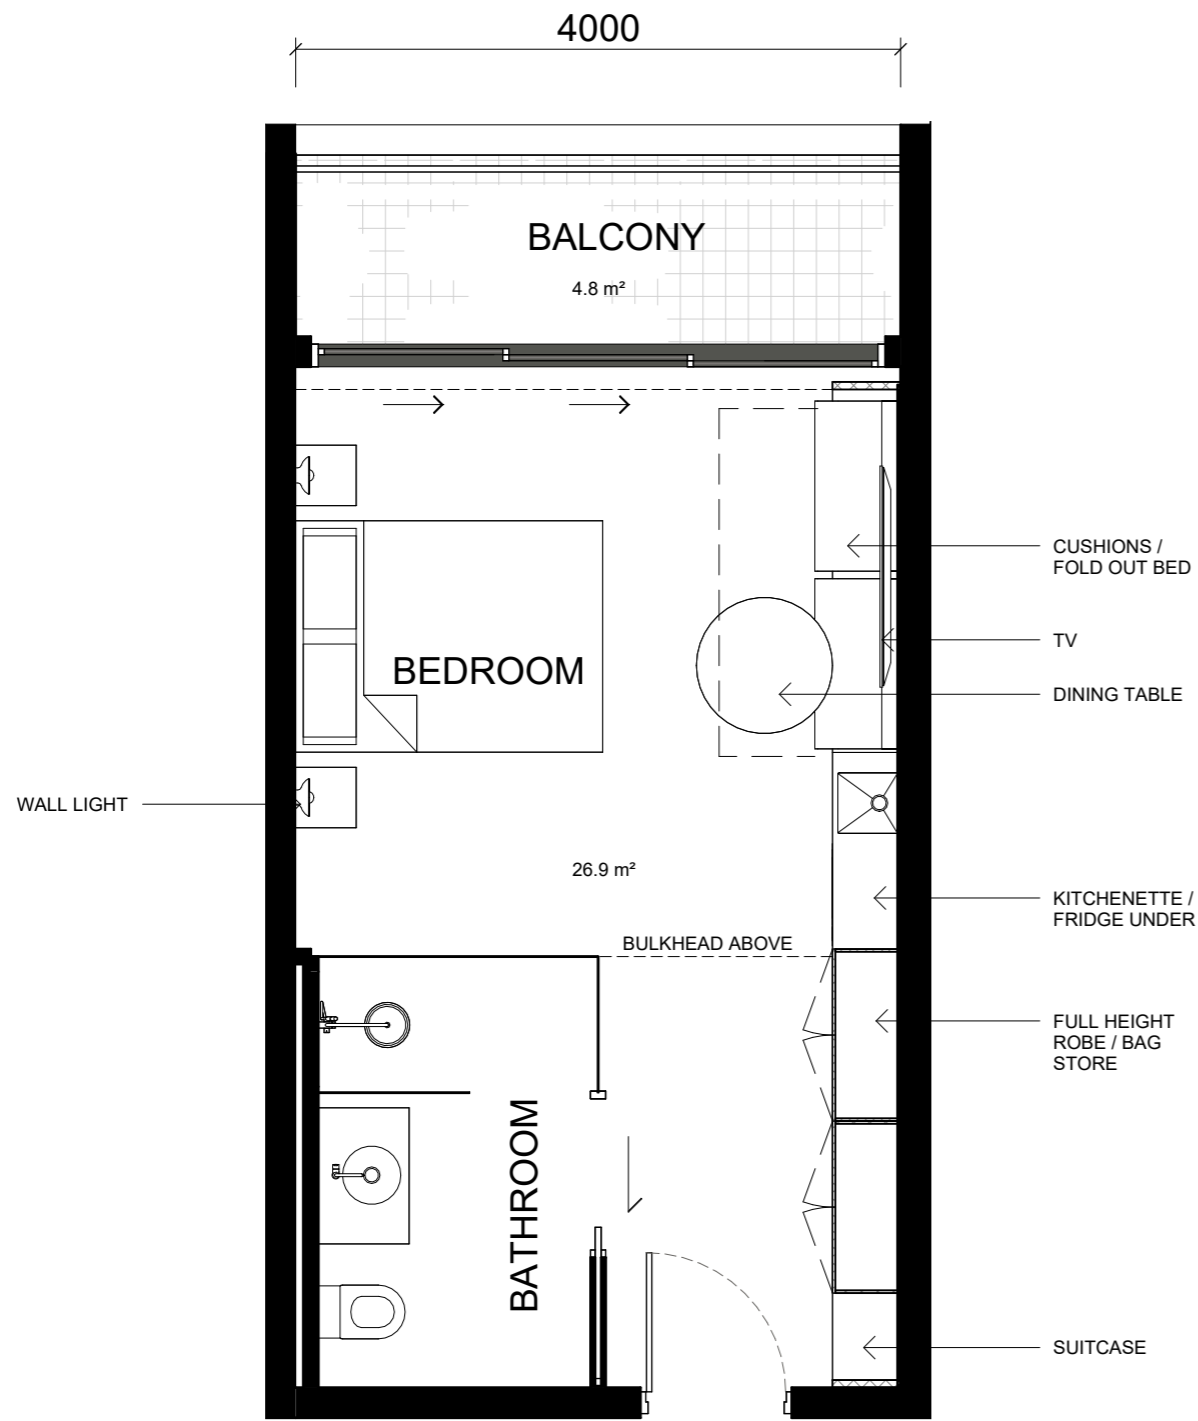 4000
BALCONY
4.8 m²
CUSHIONS /
FOLD OUT BED
TV
BEDROOM
DINING TABLE
WALL LIGHT
26.9 m²
KITCHENETTE /
FRIDGE UNDER
BULKHEAD ABOVE
FULL HEIGHT
ROBE / BAG
STORE
BATHROOM
SUITCASE